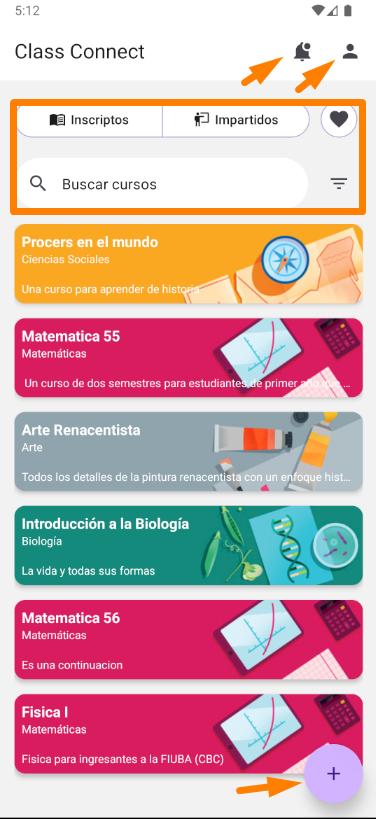 5:12
Class Connect
Inscriptos Impartidos
Buscar cursos
Procers en el mundo
Ciencias Sociales
Una curso para aprender de historia
Matematica 55
Matemáticas
Un curso de dos semestres para estudiantes de primer año que ...
Arte Renacentista
Arte
Todos los detalles de la pintura renacentista con un enfoque hist...
Introducción a la Biología
Biología
La vida y todas sus formas
Matematica 56
Matemáticas
Es una continuacion
Fisica I
Matemáticas
Fisica para ingresantes a la FIUBA (CBC)
+